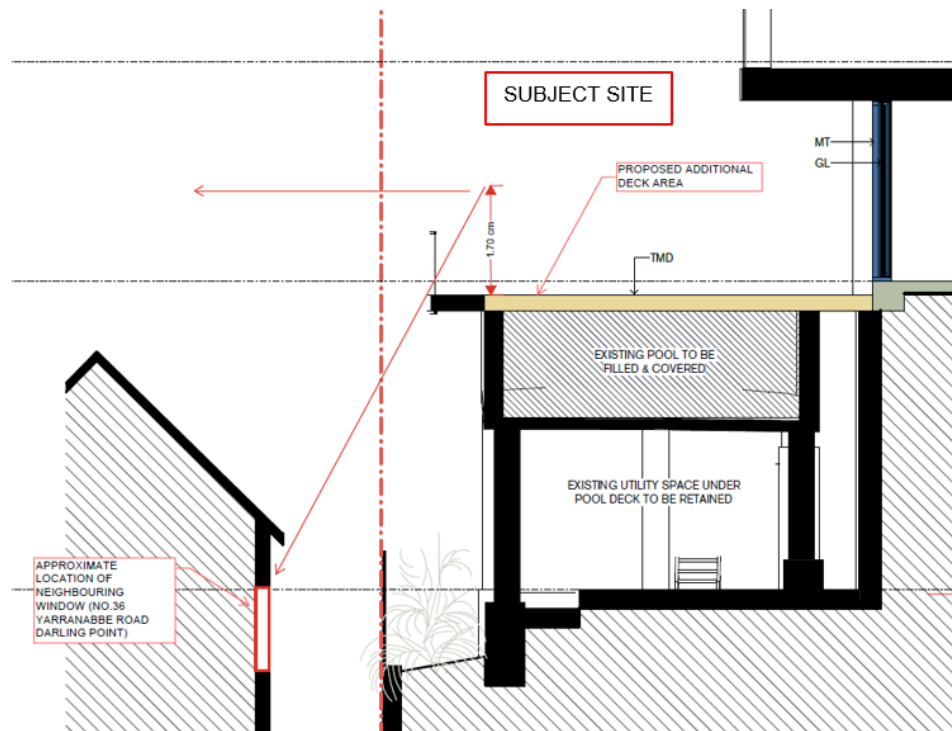 SUBJECT SITE
MT
GL
PROPOSED ADDITIONAL
DECK AREA
1.70 cm
TMD
EXISTING POOL TO BE
FILLED & COVERED
EXISTING UTILITY SPACE UNDER
POOL DECK TO BE RETAINED
APPROXIMATE
LOCATION OF
NEIGHBOURING
WINDOW (NO.36
YARRANABBE ROAD
DARLING POINT)